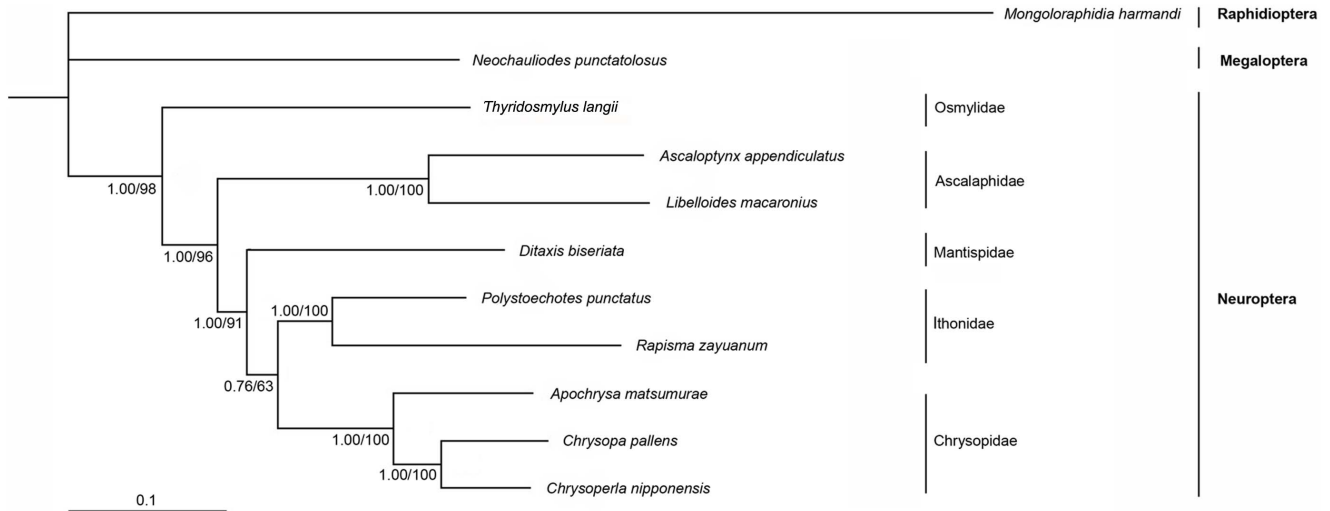 Mongoloraphidia harmandi Raphidioptera
Neochauliodes punctatolosus Megaloptera
Thyridosmylus langii Osmylidae
Ascaloptynx appendiculatus
1.00/98 1.00/100 Ascalaphidae
Libelloides macaronius
1.00/96 Ditaxis biseriata Mantispidae
Polystoechotes punctatus Neuroptera
1.00/91 1.00/100 Ithonidae
Rapisma zayuanum
0.76/63
Apochrysa matsumurae
1.00/100 Chrysopa pallens Chrysopidae
1.00/100
Chrysoperla nipponensis
0.1